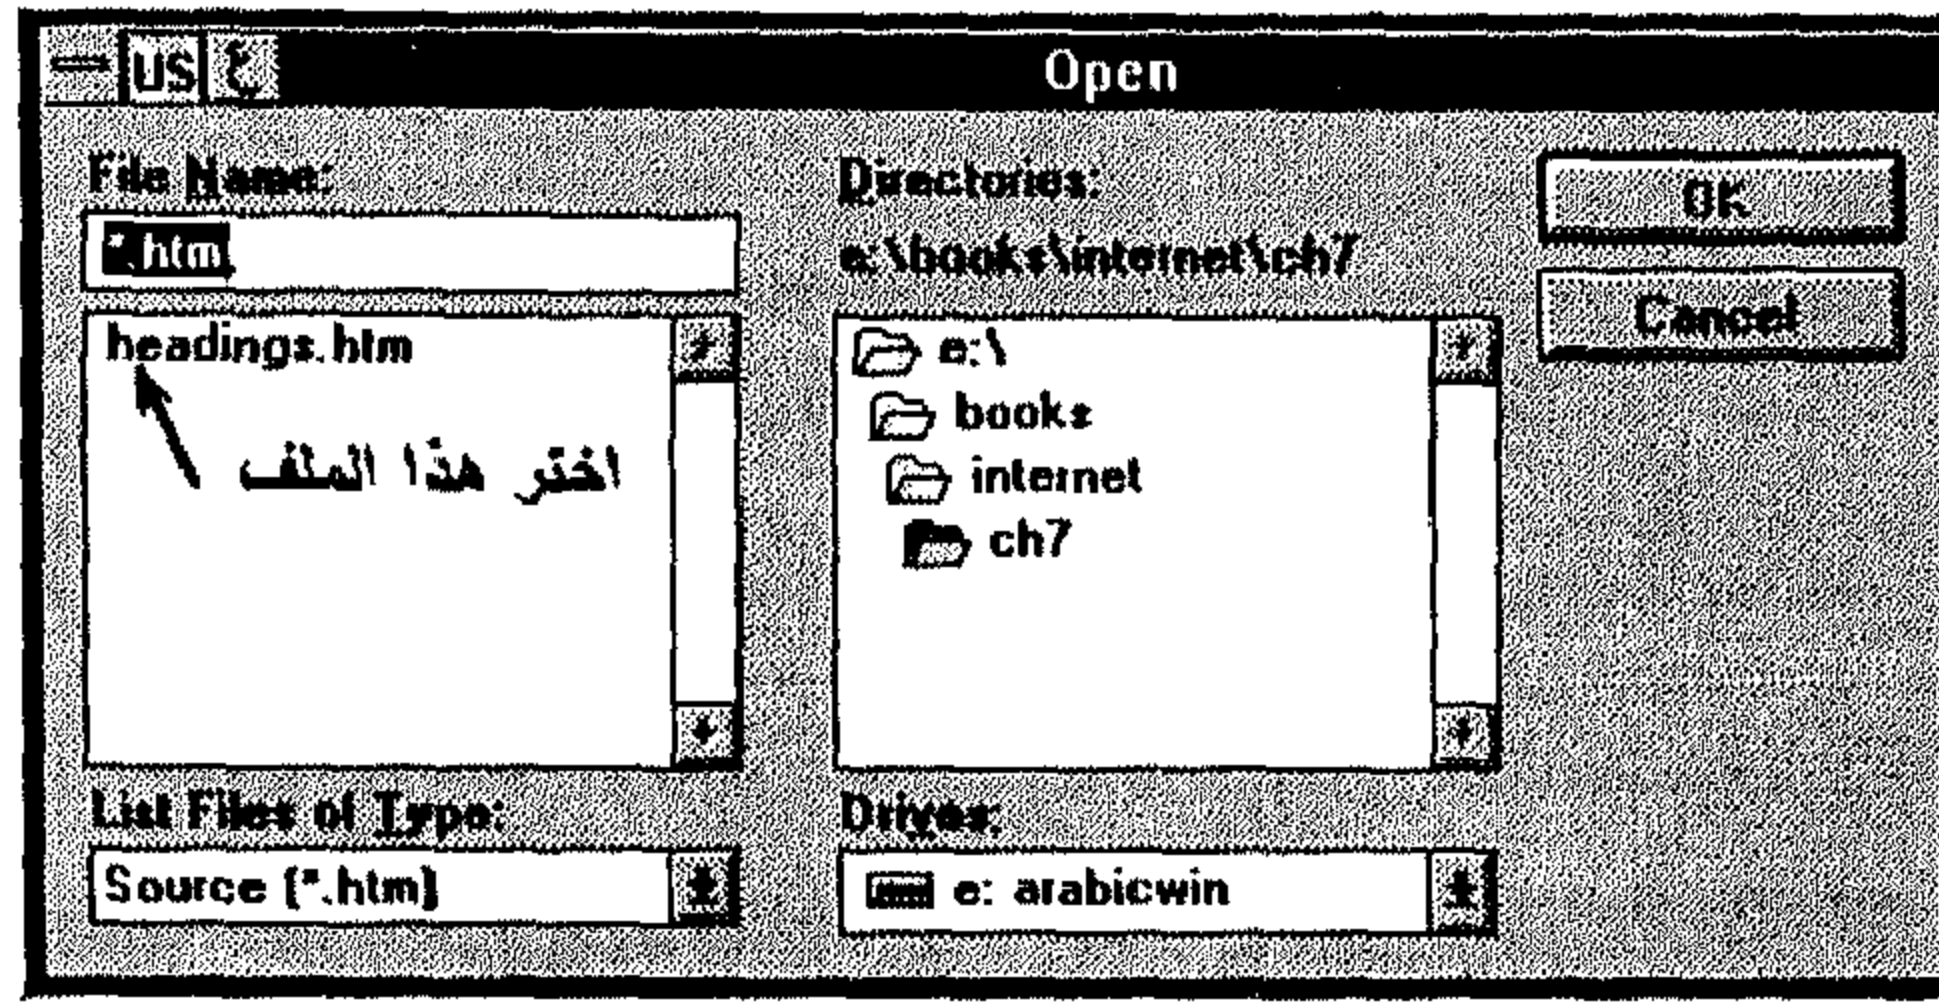 US ع
Open
File Name:
*.htm
headings.htm
اختر هذا الملف
List Files of Type:
Source (*.htm)
Directories:
e:\books\internet\ch7
e:\
books
internet
ch7
Drives:
e: arabicwin
OK
Cancel